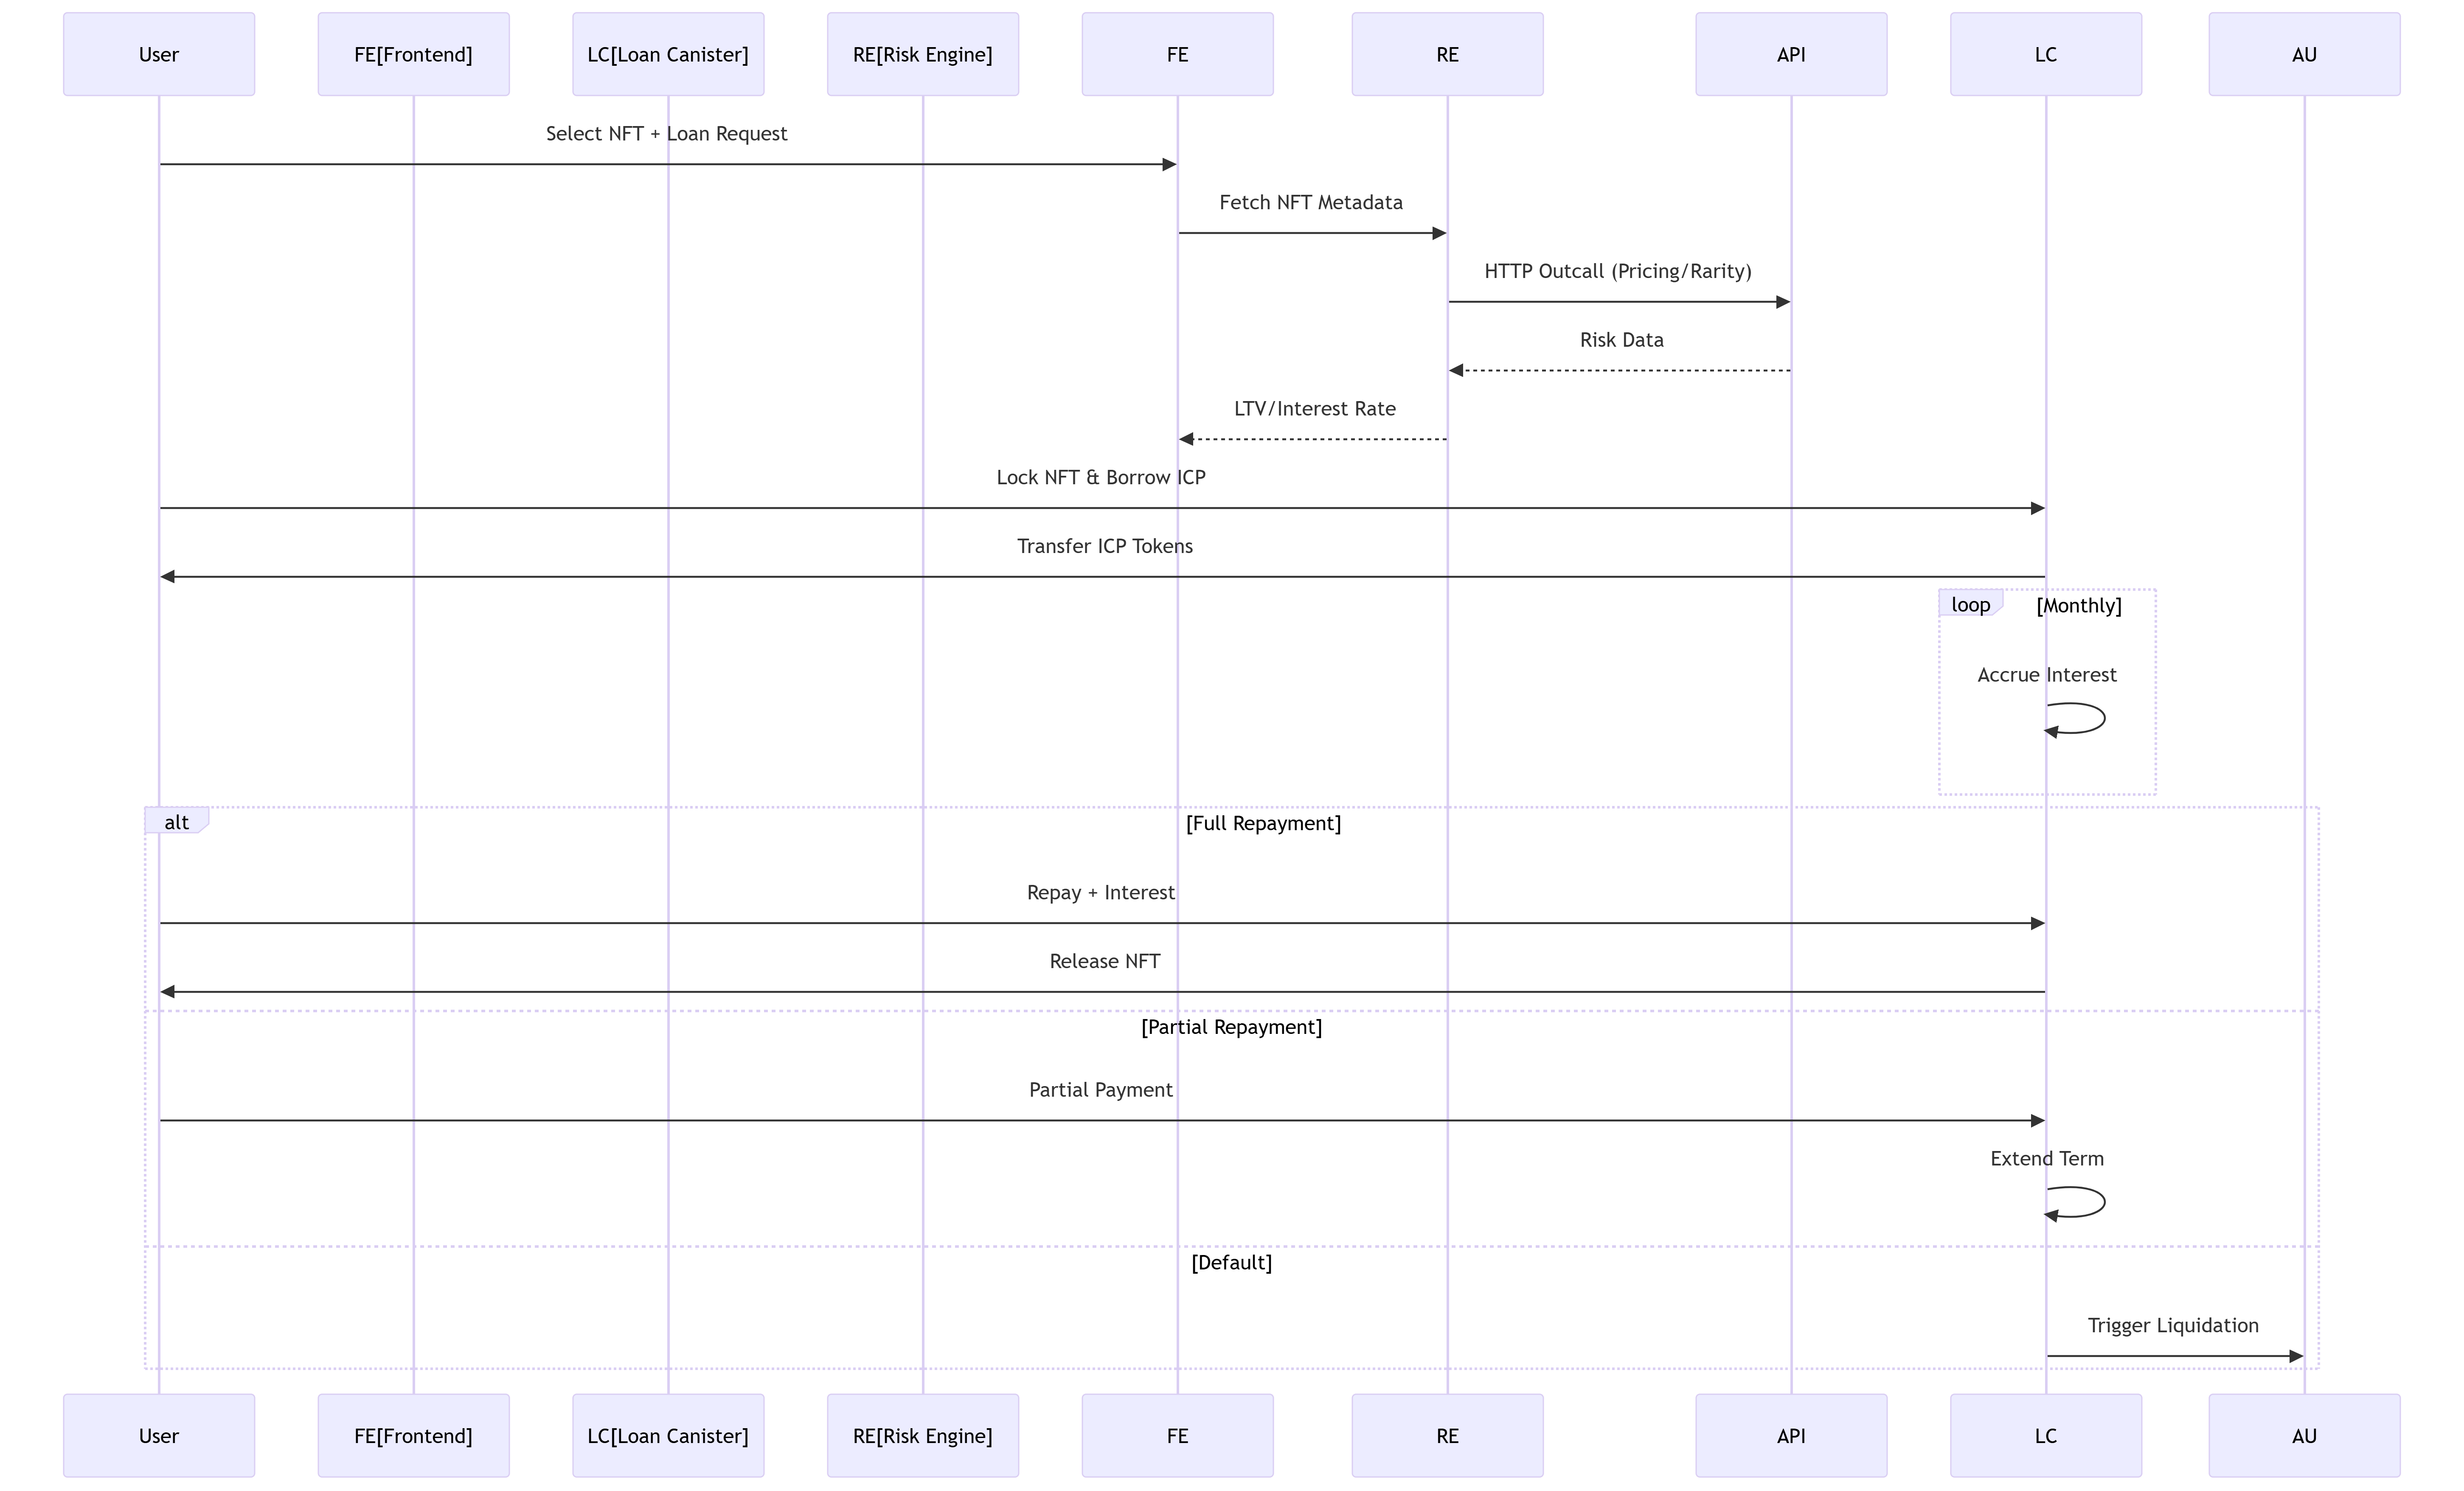 User
FE[Frontend]
LC[Loan Canister]
RE[Risk Engine]
FE
RE
API
LC
AU
Select NFT + Loan Request
Fetch NFT Metadata
HTTP Outcall (Pricing/Rarity)
Risk Data
LTV/Interest Rate
Lock NFT & Borrow ICP
Transfer ICP Tokens
loop
[Monthly]
Accrue Interest
alt
[Full Repayment]
Repay + Interest
Release NFT
[Partial Repayment]
Partial Payment
Extend Term
[Default]
Trigger Liquidation
User
FE[Frontend]
LC[Loan Canister]
RE[Risk Engine]
FE
RE
API
LC
AU